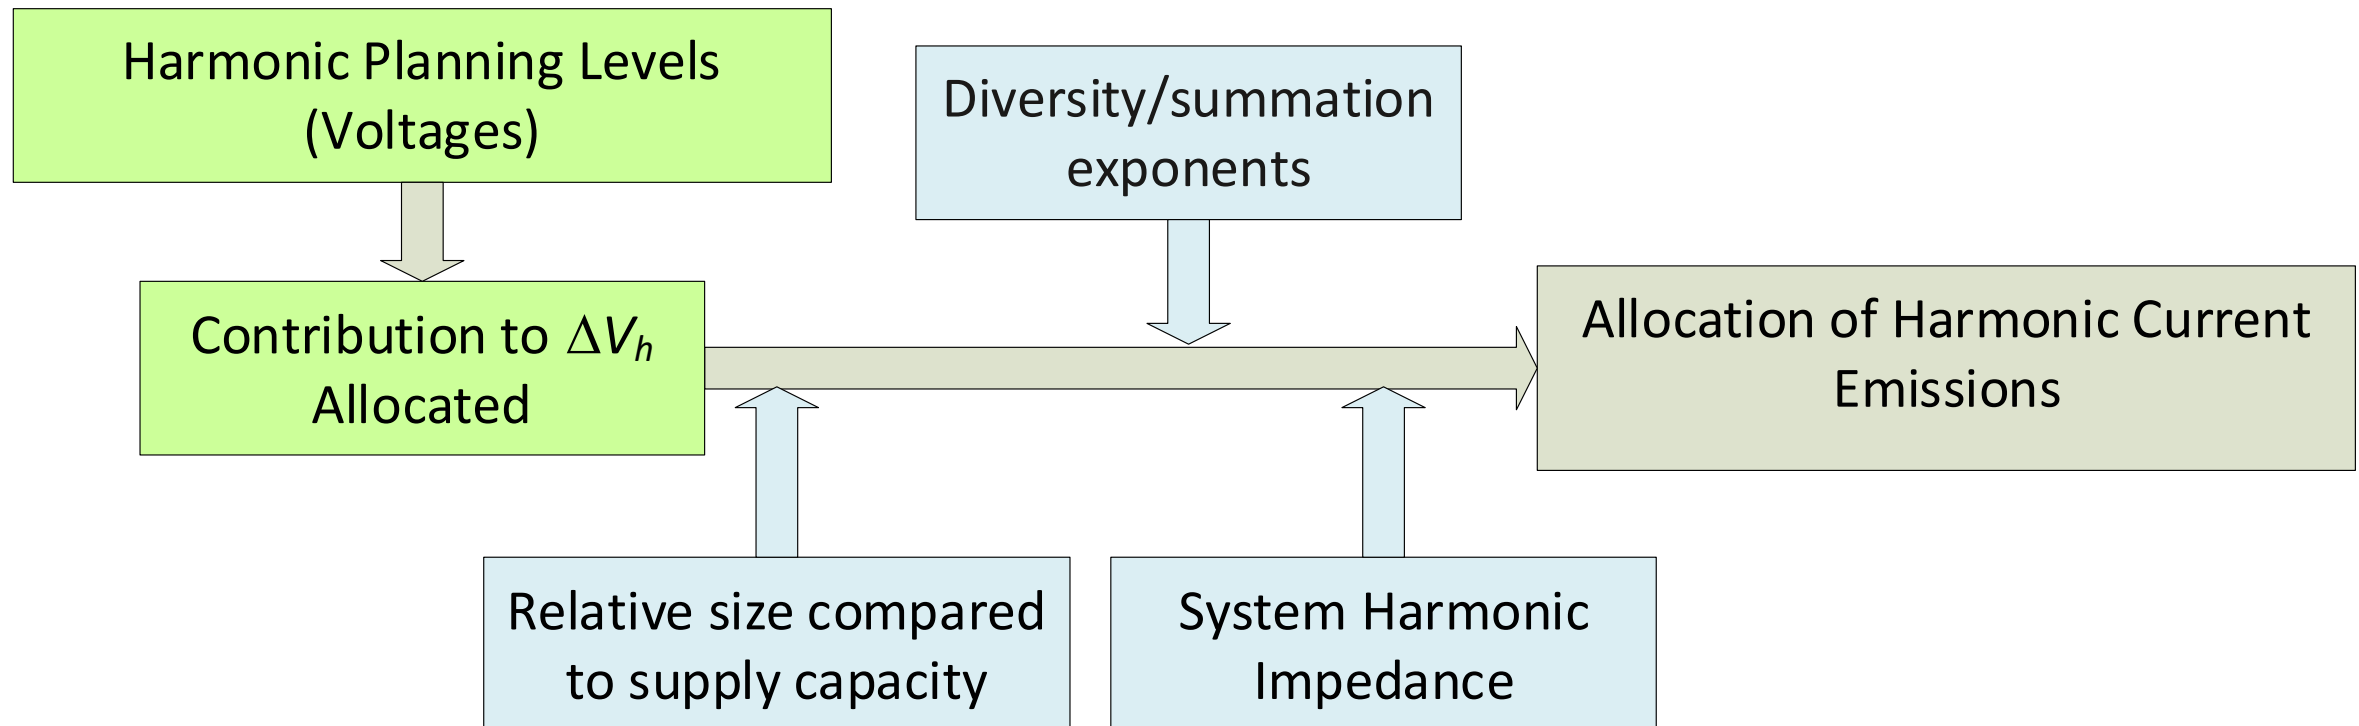 Harmonic Planning Levels
(Voltages)
Diversity/summation
exponents
Contribution to ΔVh
Allocated
Allocation of Harmonic Current
Emissions
Relative size compared
to supply capacity
System Harmonic
Impedance